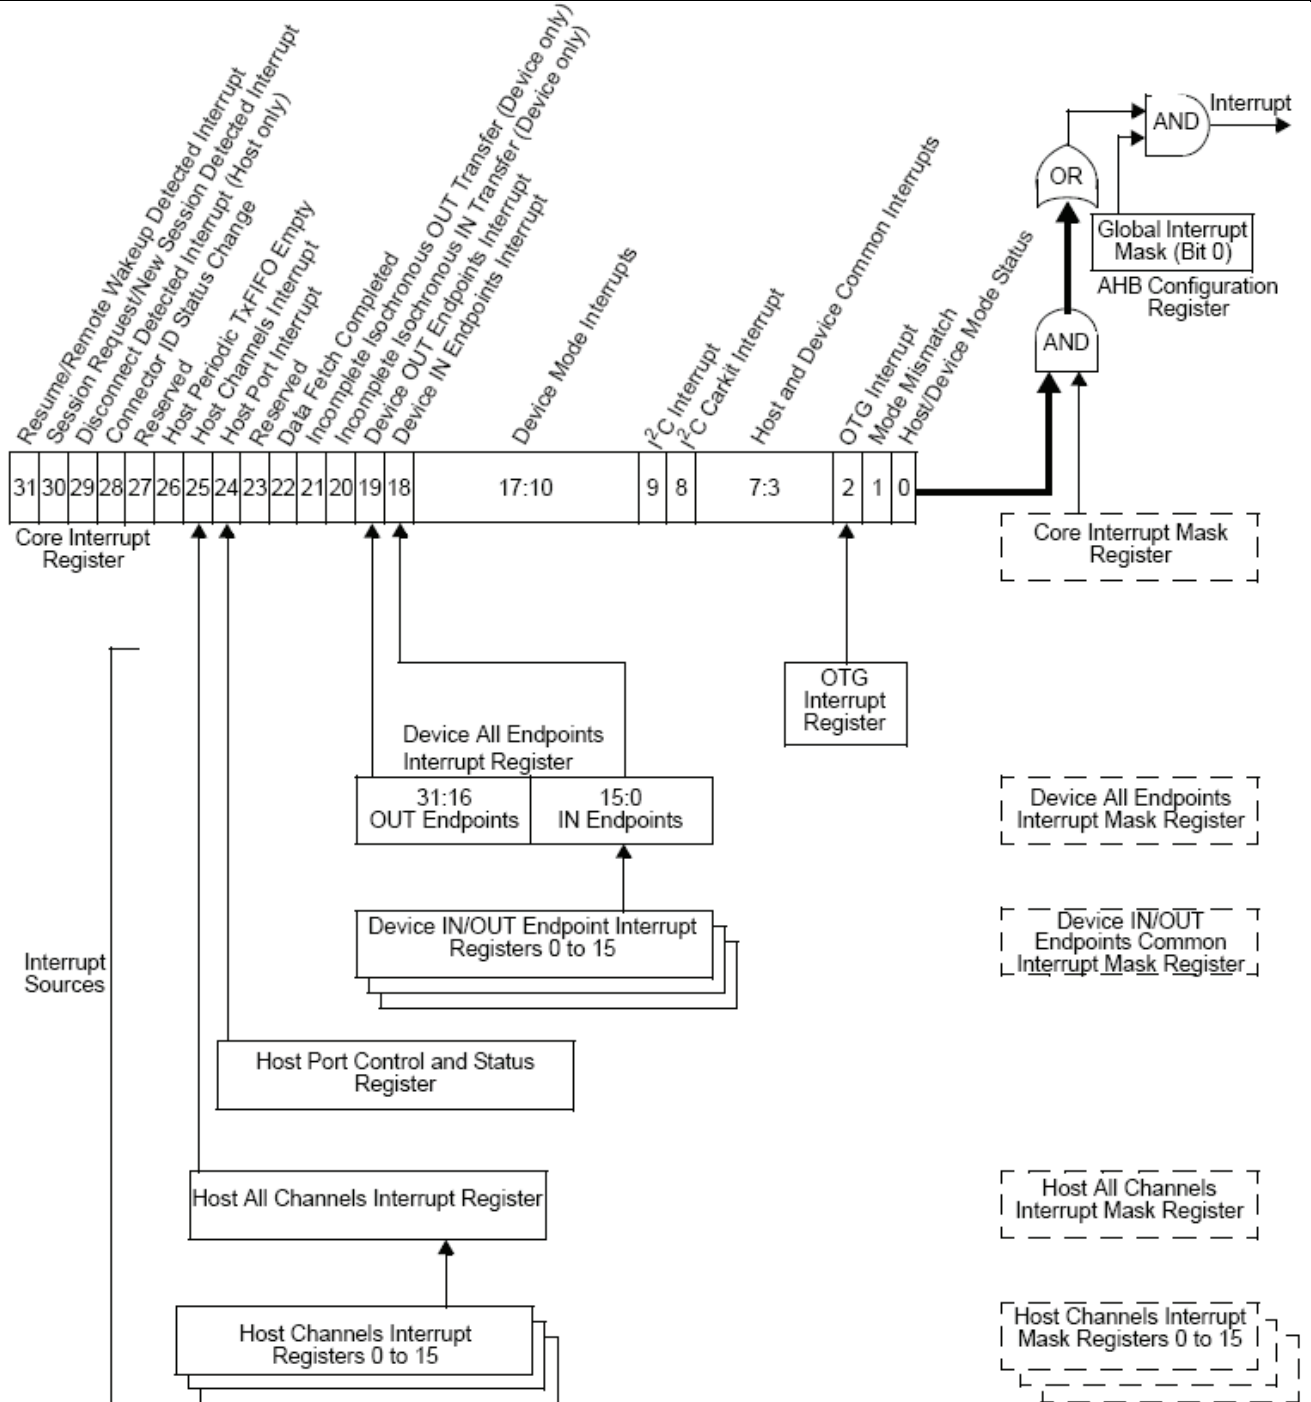 Resume/Remote Wakeup Detected Interrupt
Session Request/New Session Detected Interrupt
Disconnect Detected Interrupt (Host only)
Connector ID Status Change
Reserved
Host Periodic TxFIFO Empty
Host Channels Interrupt
Host Port Interrupt
Reserved
Data Fetch Completed
Incomplete Isochronous OUT Transfer (Device only)
Incomplete Isochronous IN Transfer (Device only)
Device OUT Endpoints Interrupt
Device IN Endpoints Interrupt
Device Mode Interrupts
I²C Interrupt
I²C Carkit Interrupt
Host and Device Common Interrupts
OTG Interrupt
Mode Mismatch
Host/Device Mode Status
AND
Interrupt
OR
Global Interrupt
Mask (Bit 0)
AHB Configuration
Register
AND
31 30 29 28 27 26 25 24 23 22 21 20 19 18 17:10 9 8 7:3 2 1 0
Core Interrupt
Register
Core Interrupt Mask
Register
OTG
Interrupt
Register
Device All Endpoints
Interrupt Register
31:16
OUT Endpoints
15:0
IN Endpoints
Device All Endpoints
Interrupt Mask Register
Device IN/OUT Endpoint Interrupt
Registers 0 to 15
Device IN/OUT
Endpoints Common
Interrupt Mask Register
Interrupt
Sources
Host Port Control and Status
Register
Host All Channels Interrupt Register
Host All Channels
Interrupt Mask Register
Host Channels Interrupt
Registers 0 to 15
Host Channels Interrupt
Mask Registers 0 to 15